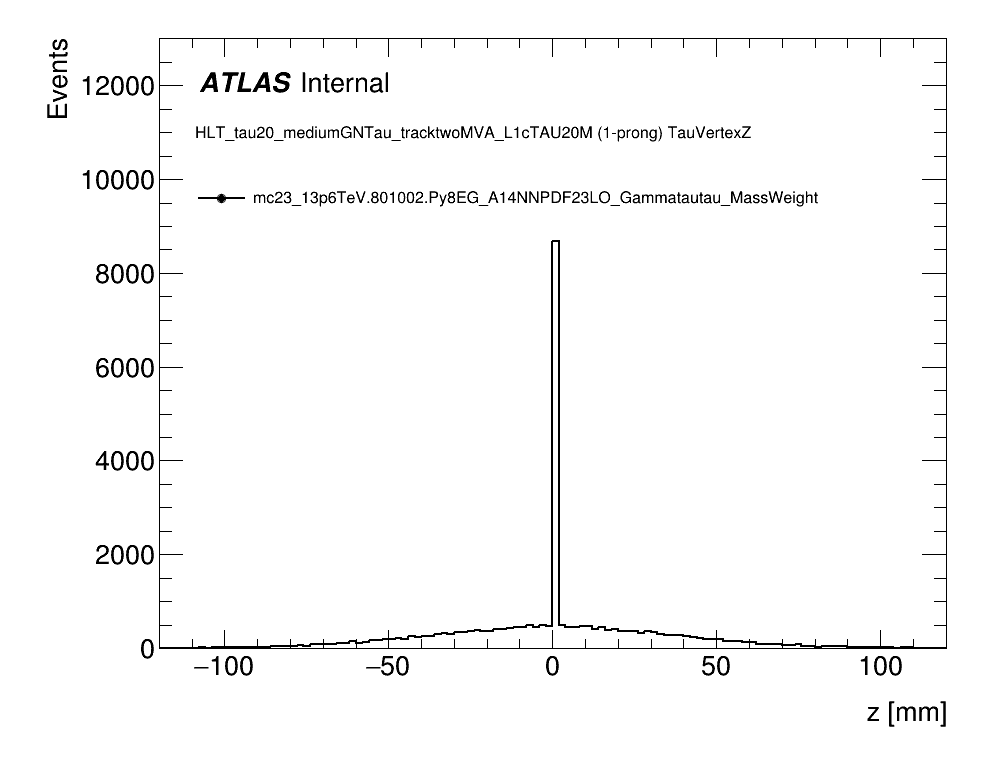 Events
12000
ATLAS Internal
HLT_tau20_mediumGNTau_tracktwoMVA_L1cTAU20M (1-prong) TauVertexZ
10000
mc23_13p6TeV.801002.Py8EG_A14NNPDF23LO_Gammatautau_MassWeight
8000
6000
4000
2000
0
−100 −50 0 50 100
z [mm]